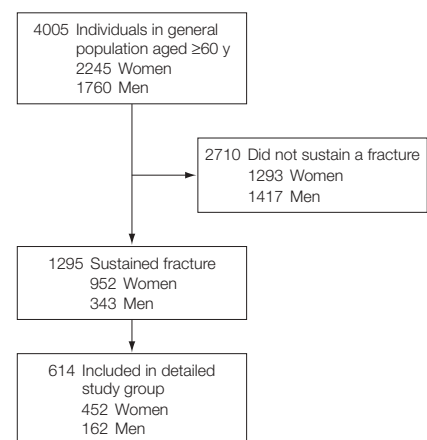 4005 Individuals in general
population aged ≥60 y
2245 Women
1760 Men
2710 Did not sustain a fracture
1293 Women
1417 Men
1295 Sustained fracture
952 Women
343 Men
614 Included in detailed
study group
452 Women
162 Men